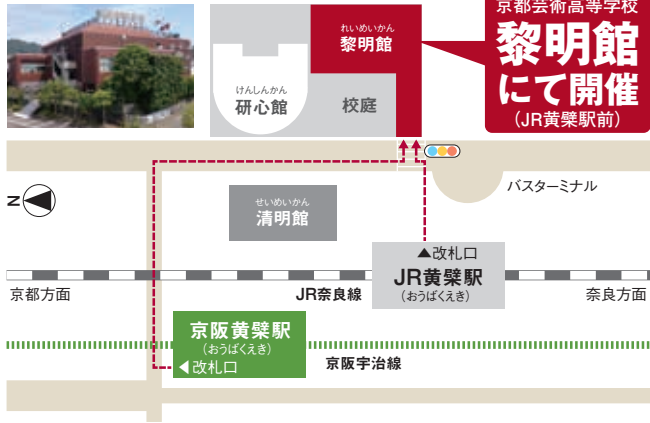 京都芸術高等学校
黎明館
にて開催
(JR黄檗駅前)
れいめいかん
黎明館
けんしんかん
研心館
校庭
バスターミナル
N
せいめいかん
清明館
▲改札口
JR黄檗駅
(おうばくえき)
京都方面
JR奈良線
奈良方面
京阪黄檗駅
(おうばくえき)
◀改札口
京阪宇治線